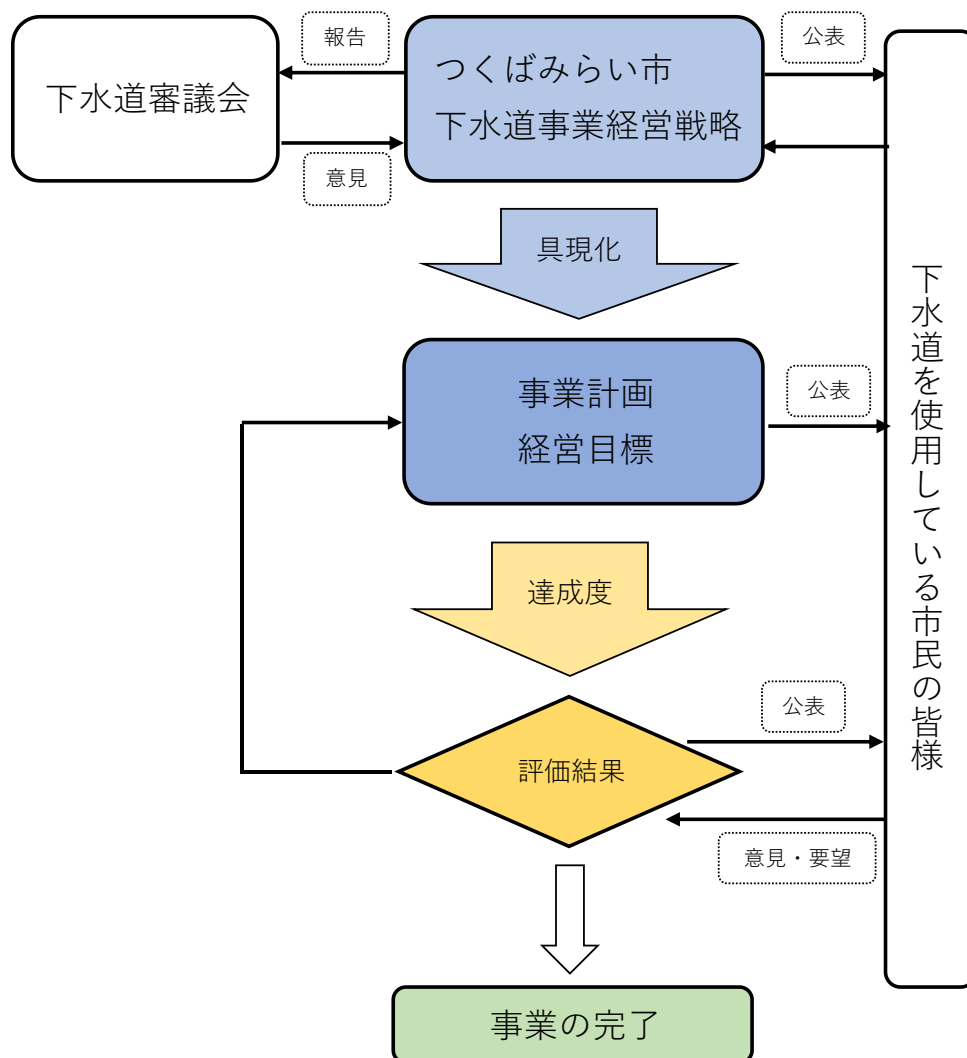 報告
公表
下水道審議会
つくばみらい市
下水道事業経営戦略
意見
具現化
下水道を使用している市民の皆様
事業計画
経営目標
公表
達成度
公表
評価結果
意見・要望
事業の完了